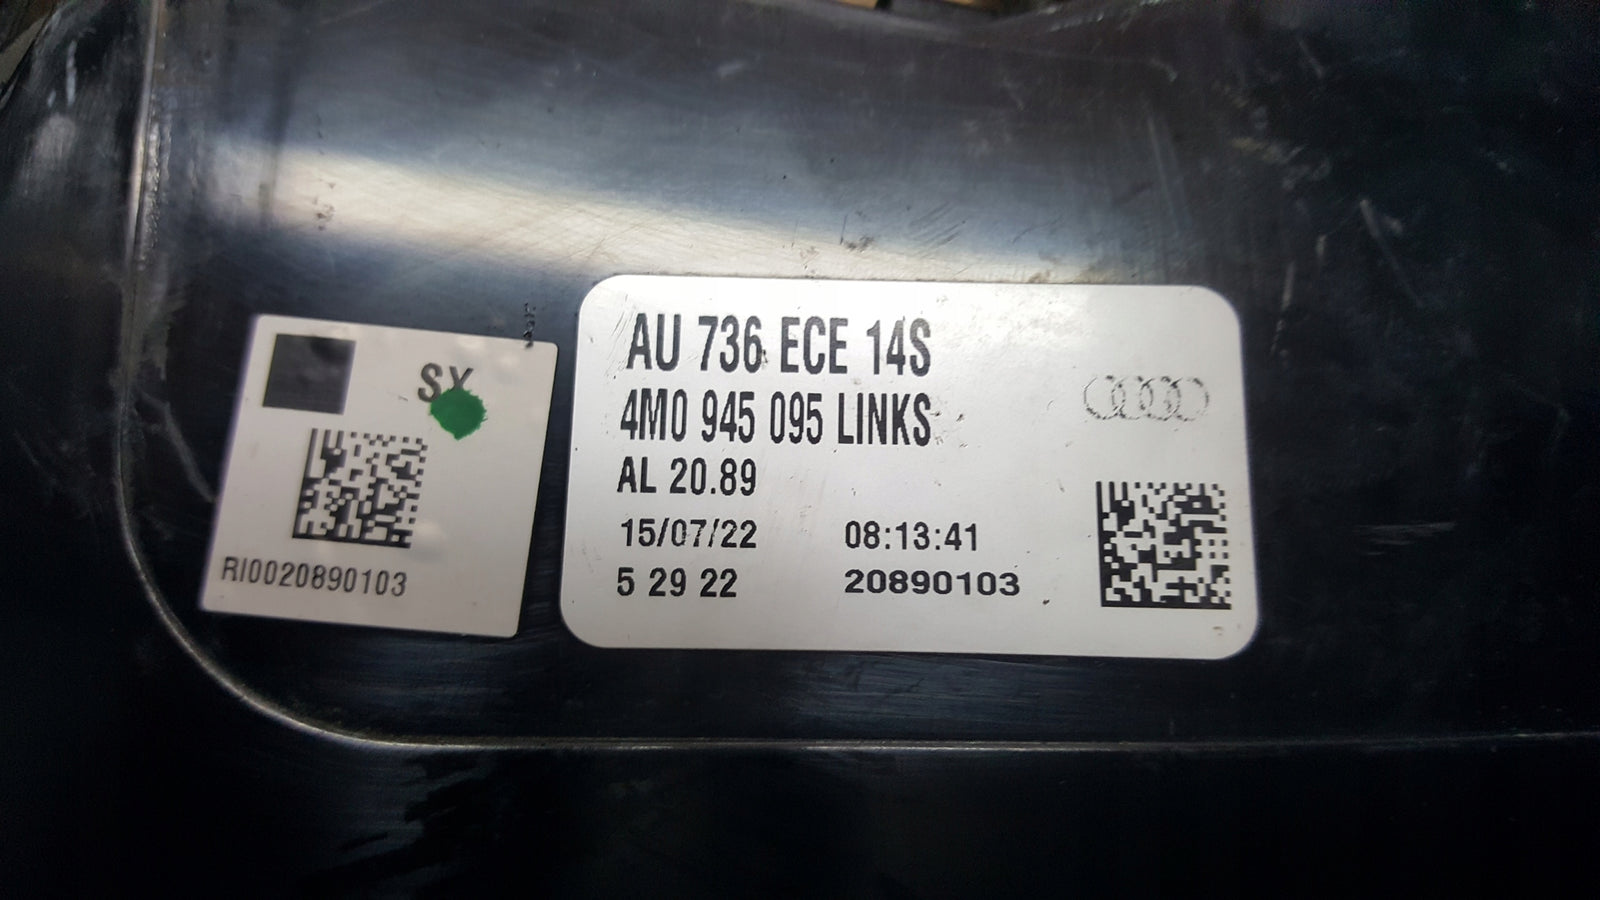 SX
RI0020890103
AU 736 ECE 14S
4M0 945 095 LINKS
AL 20.89
15/07/22 08:13:41
5 29 22 20890103